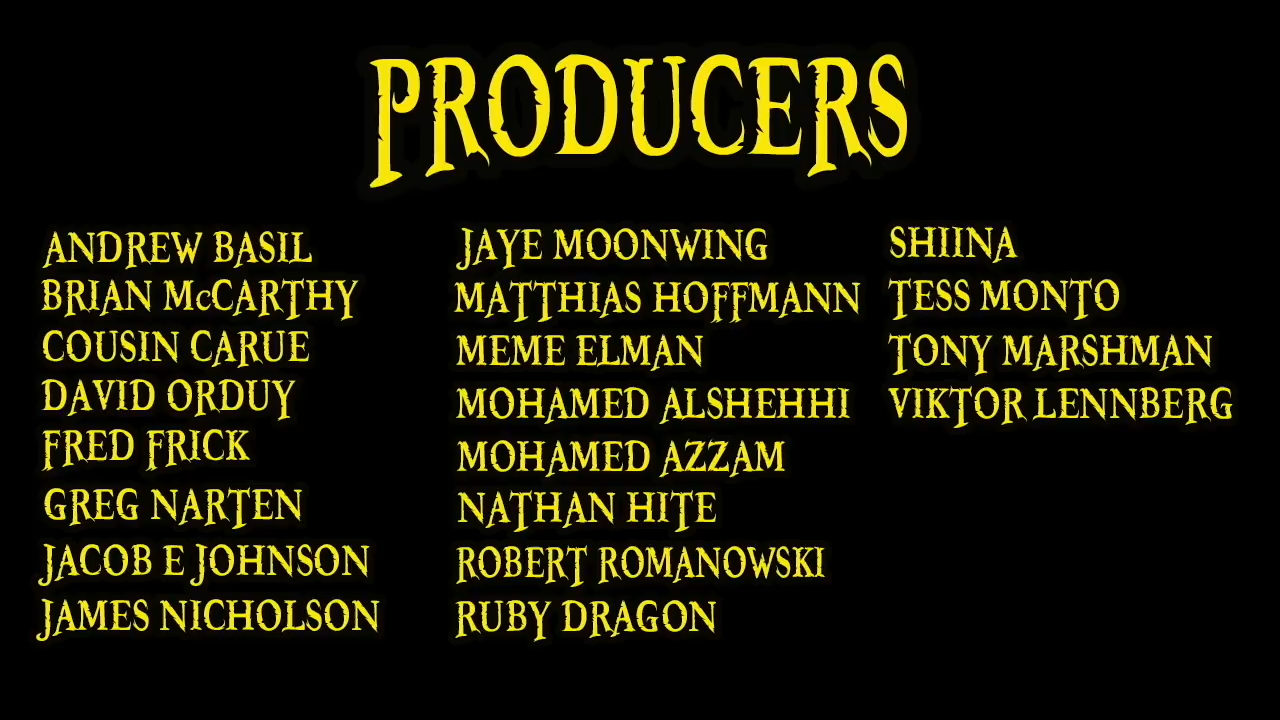 PRODUCERS
ANDREW BASIL
BRIAN McCARTHY
COUSIN CARUE
DAVID ORDUY
FRED FRICK
GREG NARTEN
JACOB E JOHNSON
JAMES NICHOLSON
JAYE MOONWING
MATTHIAS HOFFMANN
MEME ELMAN
MOHAMED ALSHEHHI
MOHAMED AZZAM
NATHAN HITE
ROBERT ROMANOWSKI
RUBY DRAGON
SHIINA
TESS MONTO
TONY MARSHMAN
VIKTOR LENNBERG